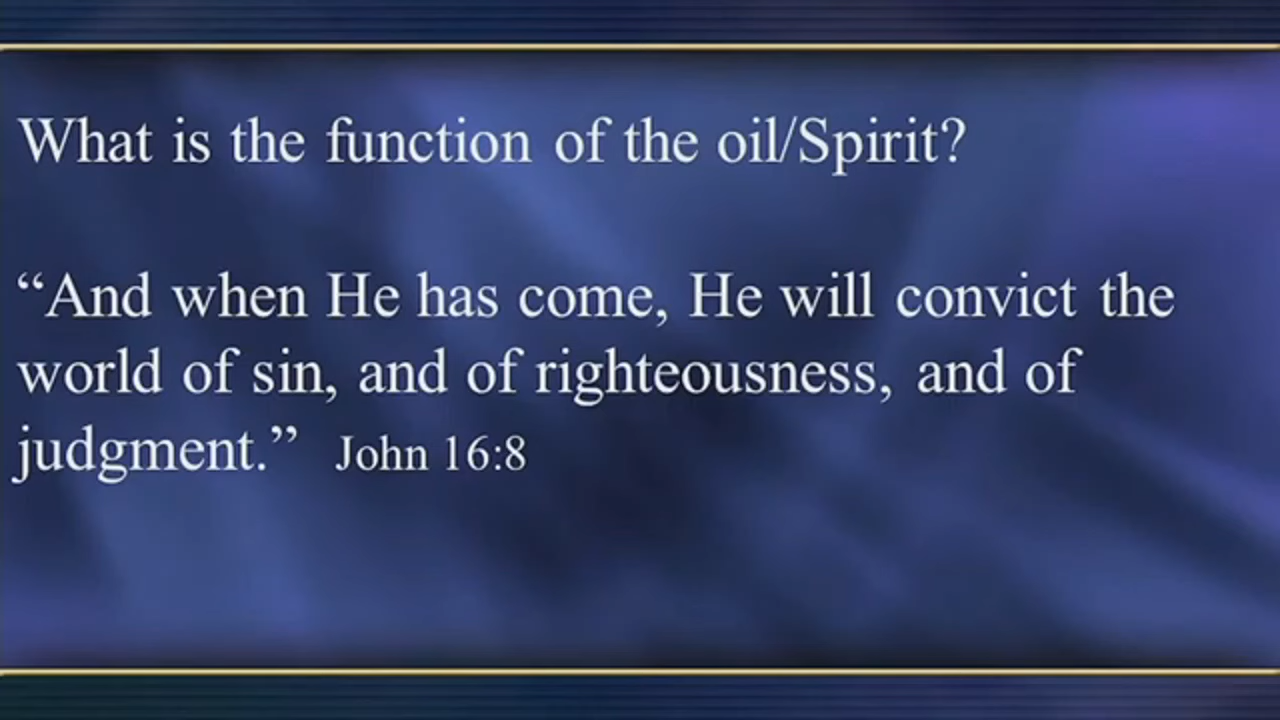 What is the function of the oil/Spirit?
“And when He has come, He will convict the
world of sin, and of righteousness, and of
judgment.” John 16:8